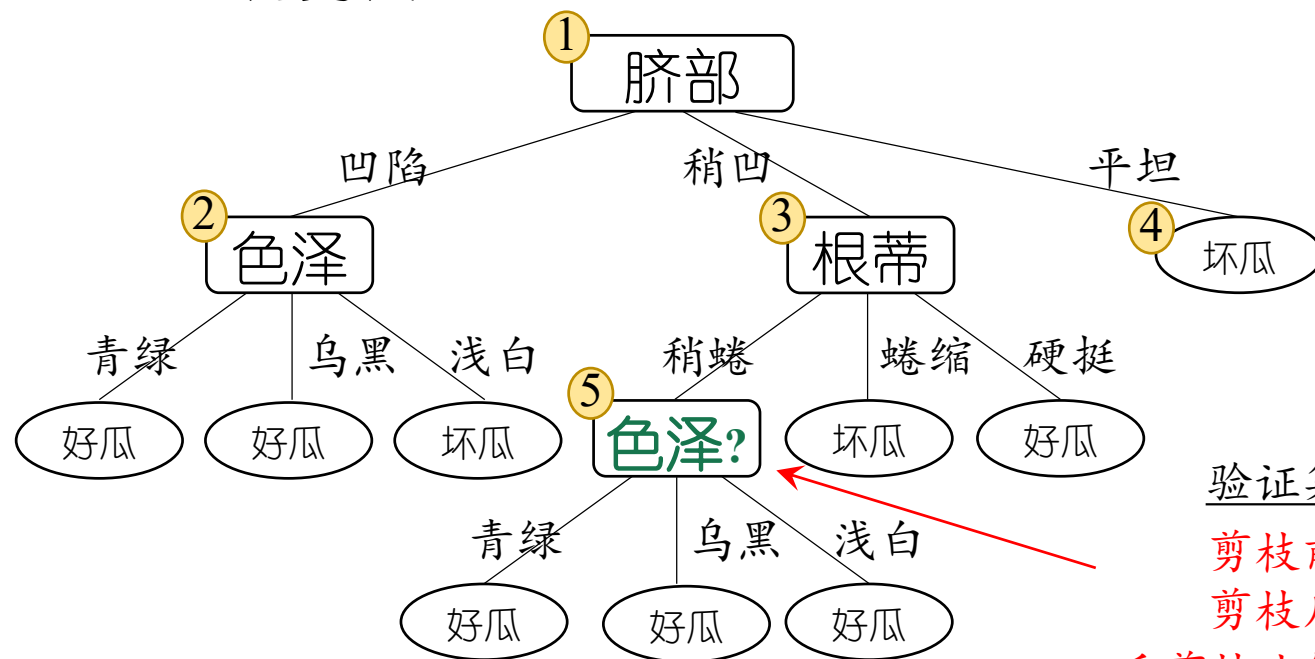 1
脐部
凹陷 稍凹 平坦
2 3 4
色泽 根蒂 坏瓜
青绿 乌黑 浅白 稍蜷 蜷缩 硬挺
5
好瓜 好瓜 坏瓜 色泽? 坏瓜 好瓜
验证
青绿 乌黑 浅白
剪枝
好瓜 好瓜 好瓜
剪枝